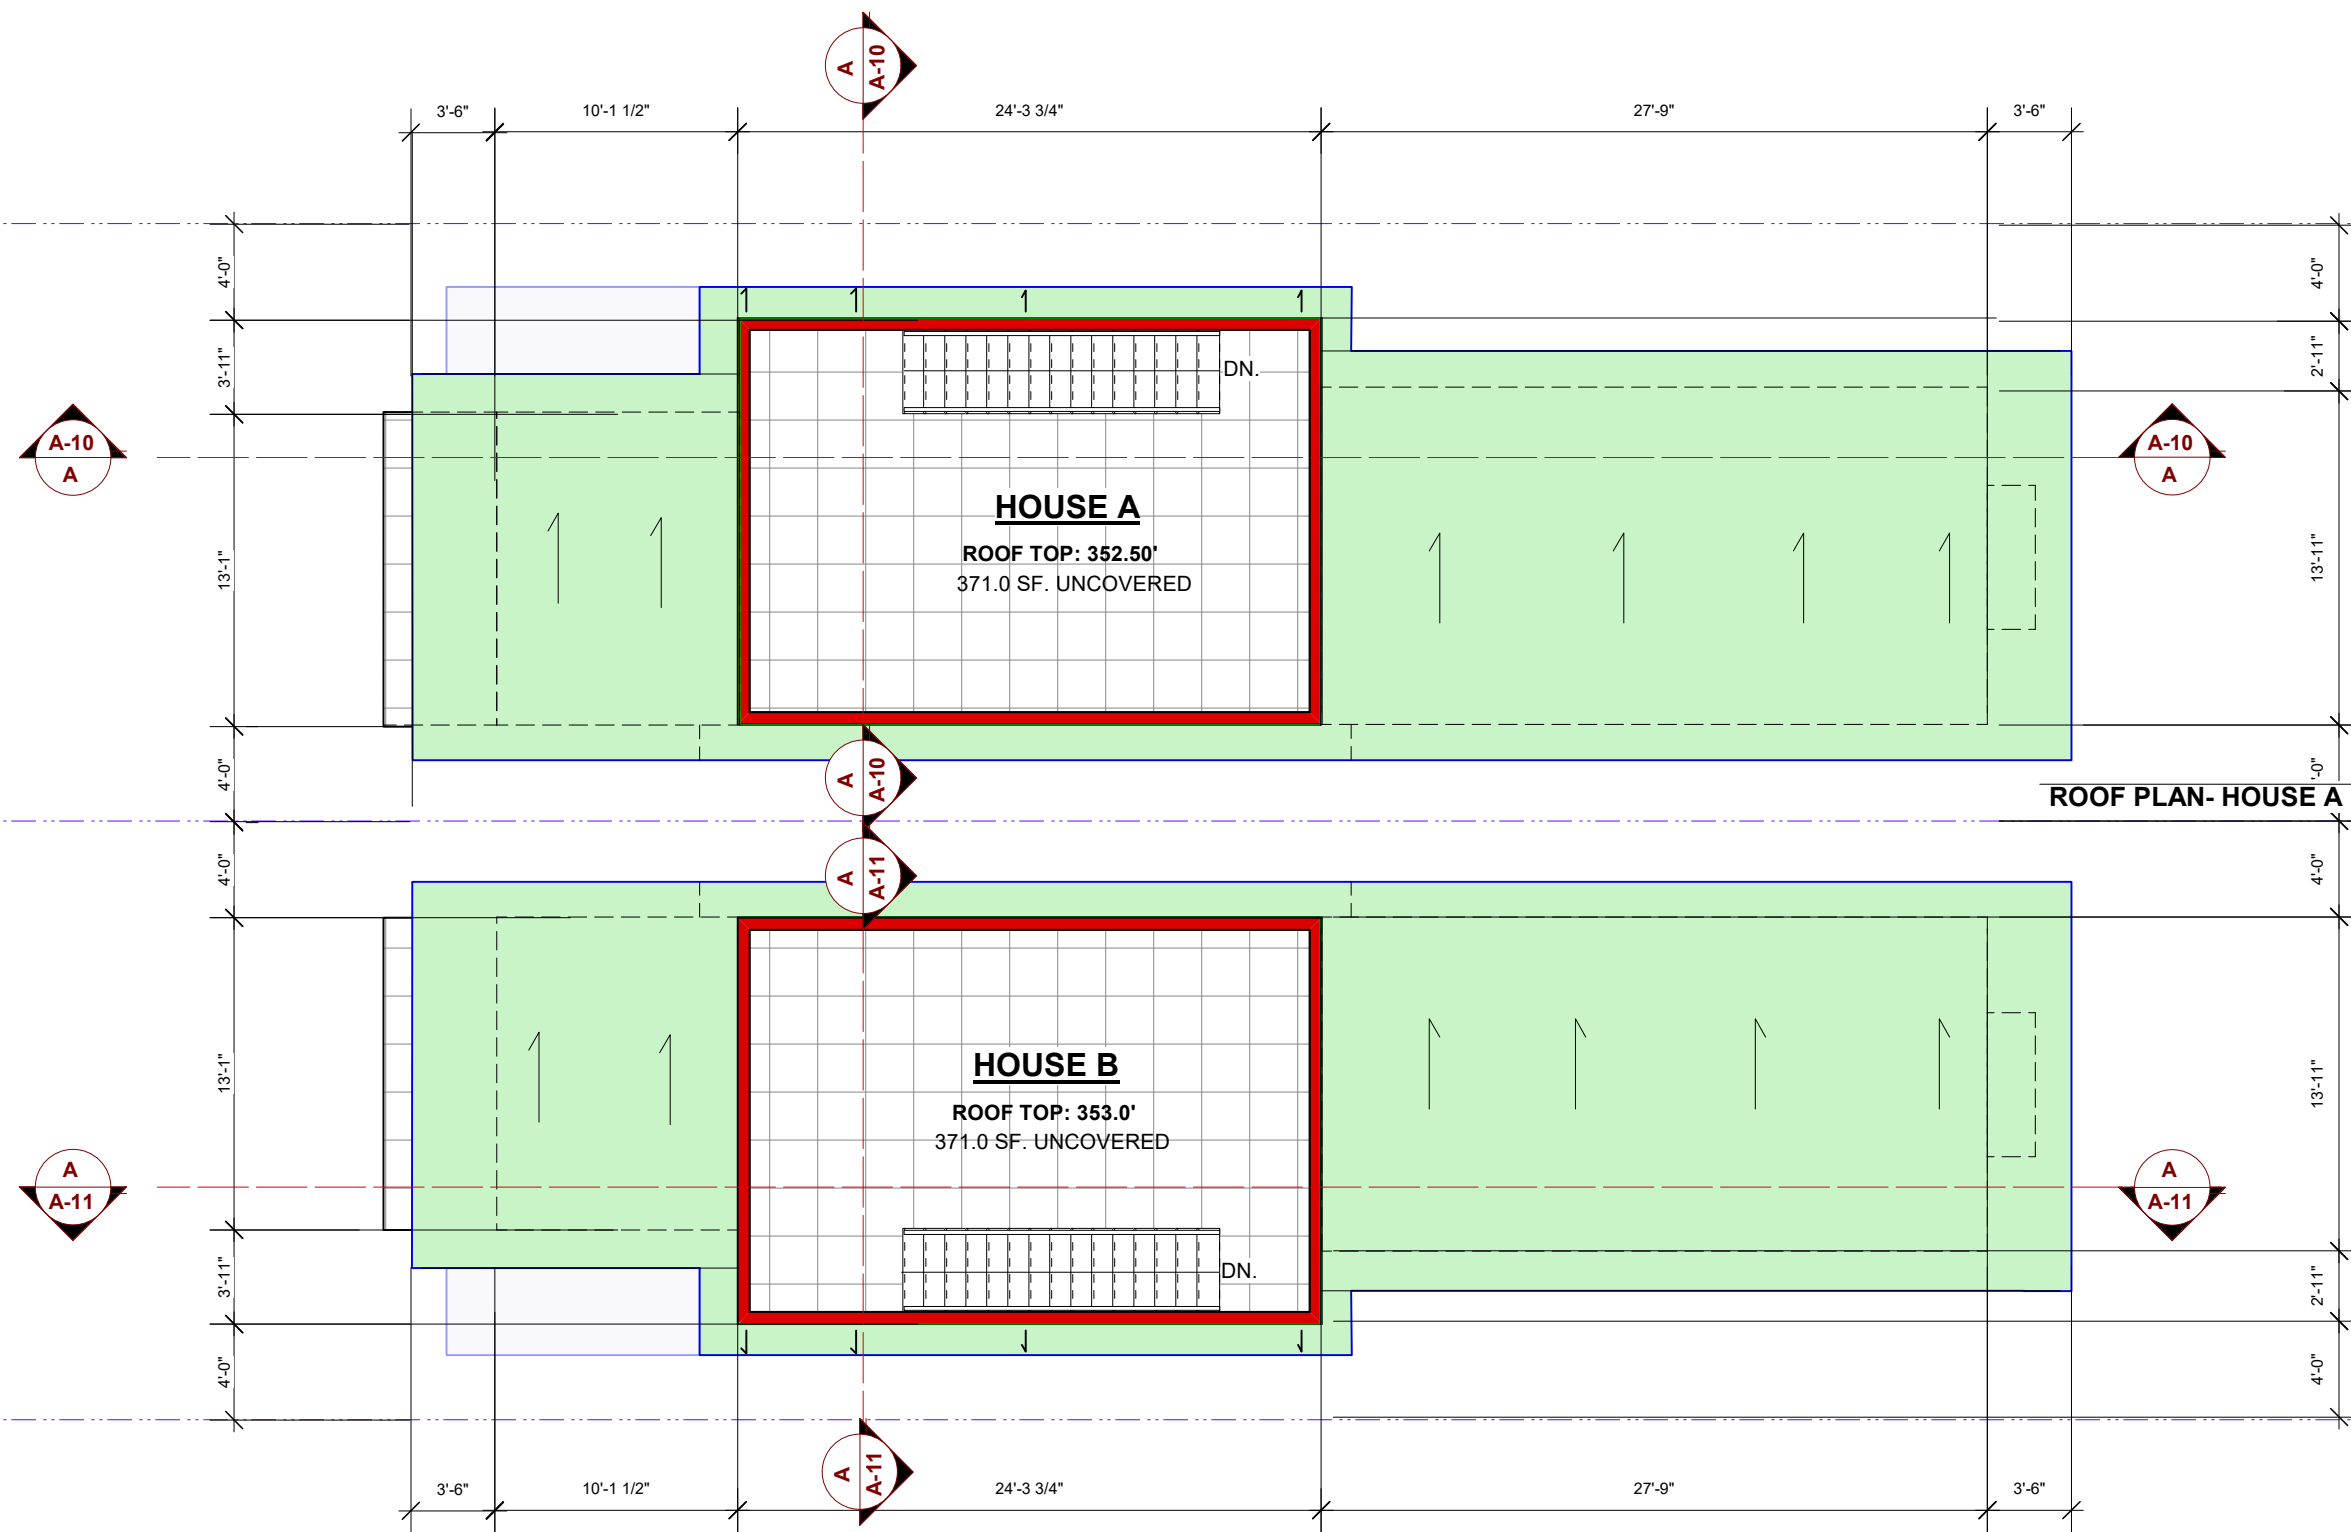 A
A-10
3'-6"
10'-1 1/2"
24'-3 3/4"
27'-9"
3'-6"
4'-0"
4'-0"
3'-11"
2'-11"
DN.
A-10
A
A-10
A
HOUSE A
ROOF TOP: 352.50'
371.0 SF. UNCOVERED
13'-1"
13'-11"
4'-0"
A
A-10
'-0"
ROOF PLAN- HOUSE A
4'-0"
A
A-11
4'-0"
HOUSE B
13'-1"
13'-11"
ROOF TOP: 353.0'
371.0 SF. UNCOVERED
A
A-11
A
A-11
3'-11"
DN.
2'-11"
4'-0"
4'-0"
A
A-11
3'-6"
10'-1 1/2"
24'-3 3/4"
27'-9"
3'-6"